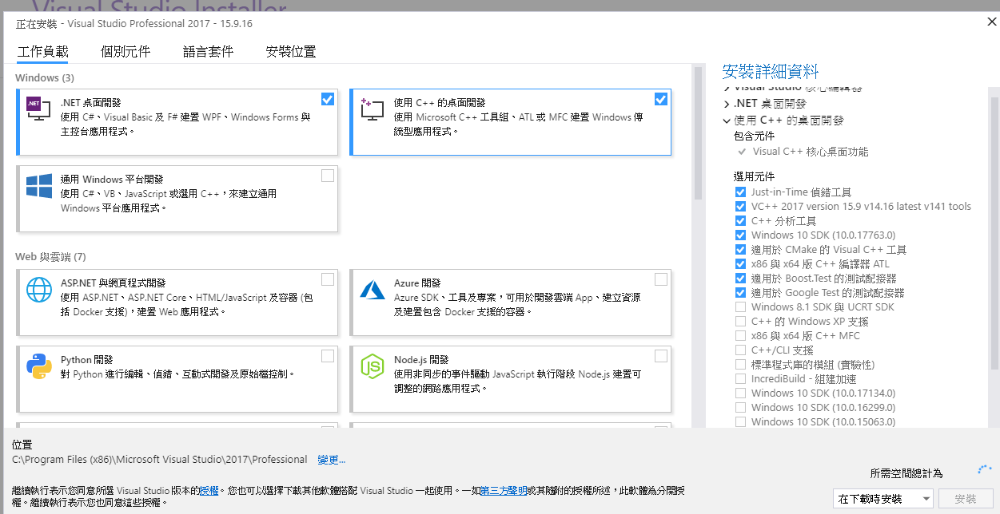 Visual Studio Installer
正在安裝 - Visual Studio Professional 2017 - 15.9.16
工作負載 個別元件 語言套件 安裝位置
Windows (3)
.NET 桌面開發
使用 C#、Visual Basic 及 F# 建置 WPF、Windows Forms 與
主控台應用程式。
使用 C++ 的桌面開發
使用 Microsoft C++ 工具組、ATL 或 MFC 建置 Windows 傳
統型應用程式。
通用 Windows 平台開發
使用 C#、VB、JavaScript 或選用 C++，來建立通用
Windows 平台應用程式。
Web 與雲端 (7)
ASP.NET 與網頁程式開發
使用 ASP.NET、ASP.NET Core、HTML/JavaScript 及容器 (包
括 Docker 支援)，建置 Web 應用程式。
Azure 開發
Azure SDK、工具及專案，可用於開發雲端 App、建立資源
及建置包含 Docker 支援的容器。
Python 開發
對 Python 進行編輯、偵錯、互動式開發及原始檔控制。
Node.js 開發
使用非同步的事件驅動 JavaScript 執行階段 Node.js 建置可
調整的網路應用程式。
安裝詳細資料
Visual Studio 核心編輯器
.NET 桌面開發
使用 C++ 的桌面開發
包含元件
Visual C++ 核心桌面功能
選用元件
Just-in-Time 偵錯工具
VC++ 2017 version 15.9 v14.16 latest v141 tools
C++ 分析工具
Windows 10 SDK (10.0.17763.0)
適用於 CMake 的 Visual C++ 工具
x86 與 x64 版 C++ 編譯器 ATL
適用於 Boost.Test 的測試配接器
適用於 Google Test 的測試配接器
Windows 8.1 SDK 與 UCRT SDK
C++ 的 Windows XP 支援
x86 與 x64 版 C++ MFC
C++/CLI 支援
標準程式庫的模組 (實驗性)
IncrediBuild - 組建加速
Windows 10 SDK (10.0.17134.0)
Windows 10 SDK (10.0.16299.0)
Windows 10 SDK (10.0.15063.0)
位置
C:\Program Files (x86)\Microsoft Visual Studio\2017\Professional 變更...
繼續執行表示您同意所選 Visual Studio 版本的授權。您也可以選擇下載其他軟體搭配 Visual Studio 一起使用。一如第三方聲明或其隨附的授權所述，此軟體為分開授
權。繼續執行表示您也同意這些授權。
所需空間總計為
在下載時安裝 安裝